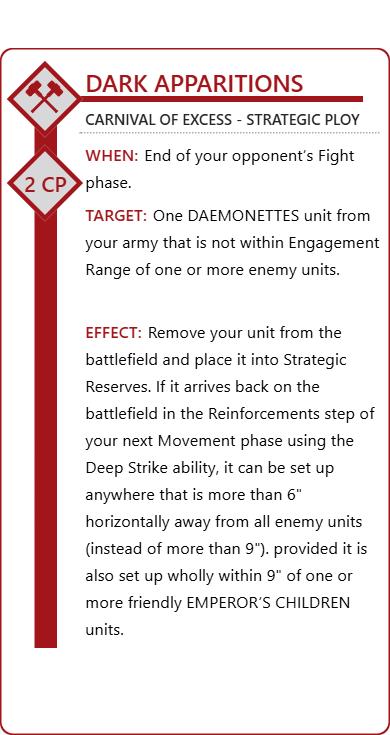 DARK APPARITIONS
CARNIVAL OF EXCESS - STRATEGIC PLOY
2 CP
WHEN: End of your opponent's Fight
phase.
TARGET: One DAEMONETTES unit from
your army that is not within Engagement
Range of one or more enemy units.
EFFECT: Remove your unit from the
battlefield and place it into Strategic
Reserves. If it arrives back on the
battlefield in the Reinforcements step of
your next Movement phase using the
Deep Strike ability, it can be set up
anywhere that is more than 6"
horizontally away from all enemy units
(instead of more than 9"). provided it is
also set up wholly within 9" of one or
more friendly EMPEROR'S CHILDREN
units.